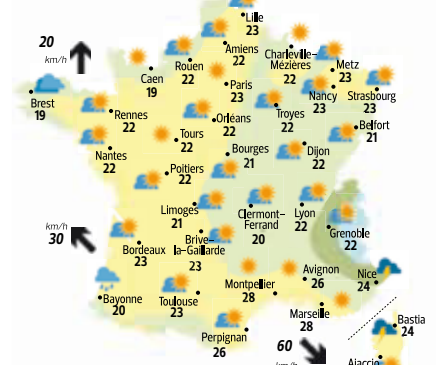 Lille
23
20
km/h
Amiens
22
Charleville-
Mézières
22
Rouen
22
Metz
23
Caen
19
Paris
23
Nancy
23
Strasbourg
23
Brest
19
Rennes
22
Orléans
22
Troyes
22
Belfort
21
Tours
22
Bourges
21
Dijon
22
Nantes
22
Poitiers
22
Limoges
21
Clermont-
Ferrand
20
Lyon
22
km/h
30
Grenoble
22
Bordeaux
23
Brive-
la-Gaillarde
23
Avignon
26
Nice
24
Montpellier
28
Bayonne
20
Toulouse
23
Marseille
28
Bastia
24
Perpignan
26
60
km/h
Ajaccio